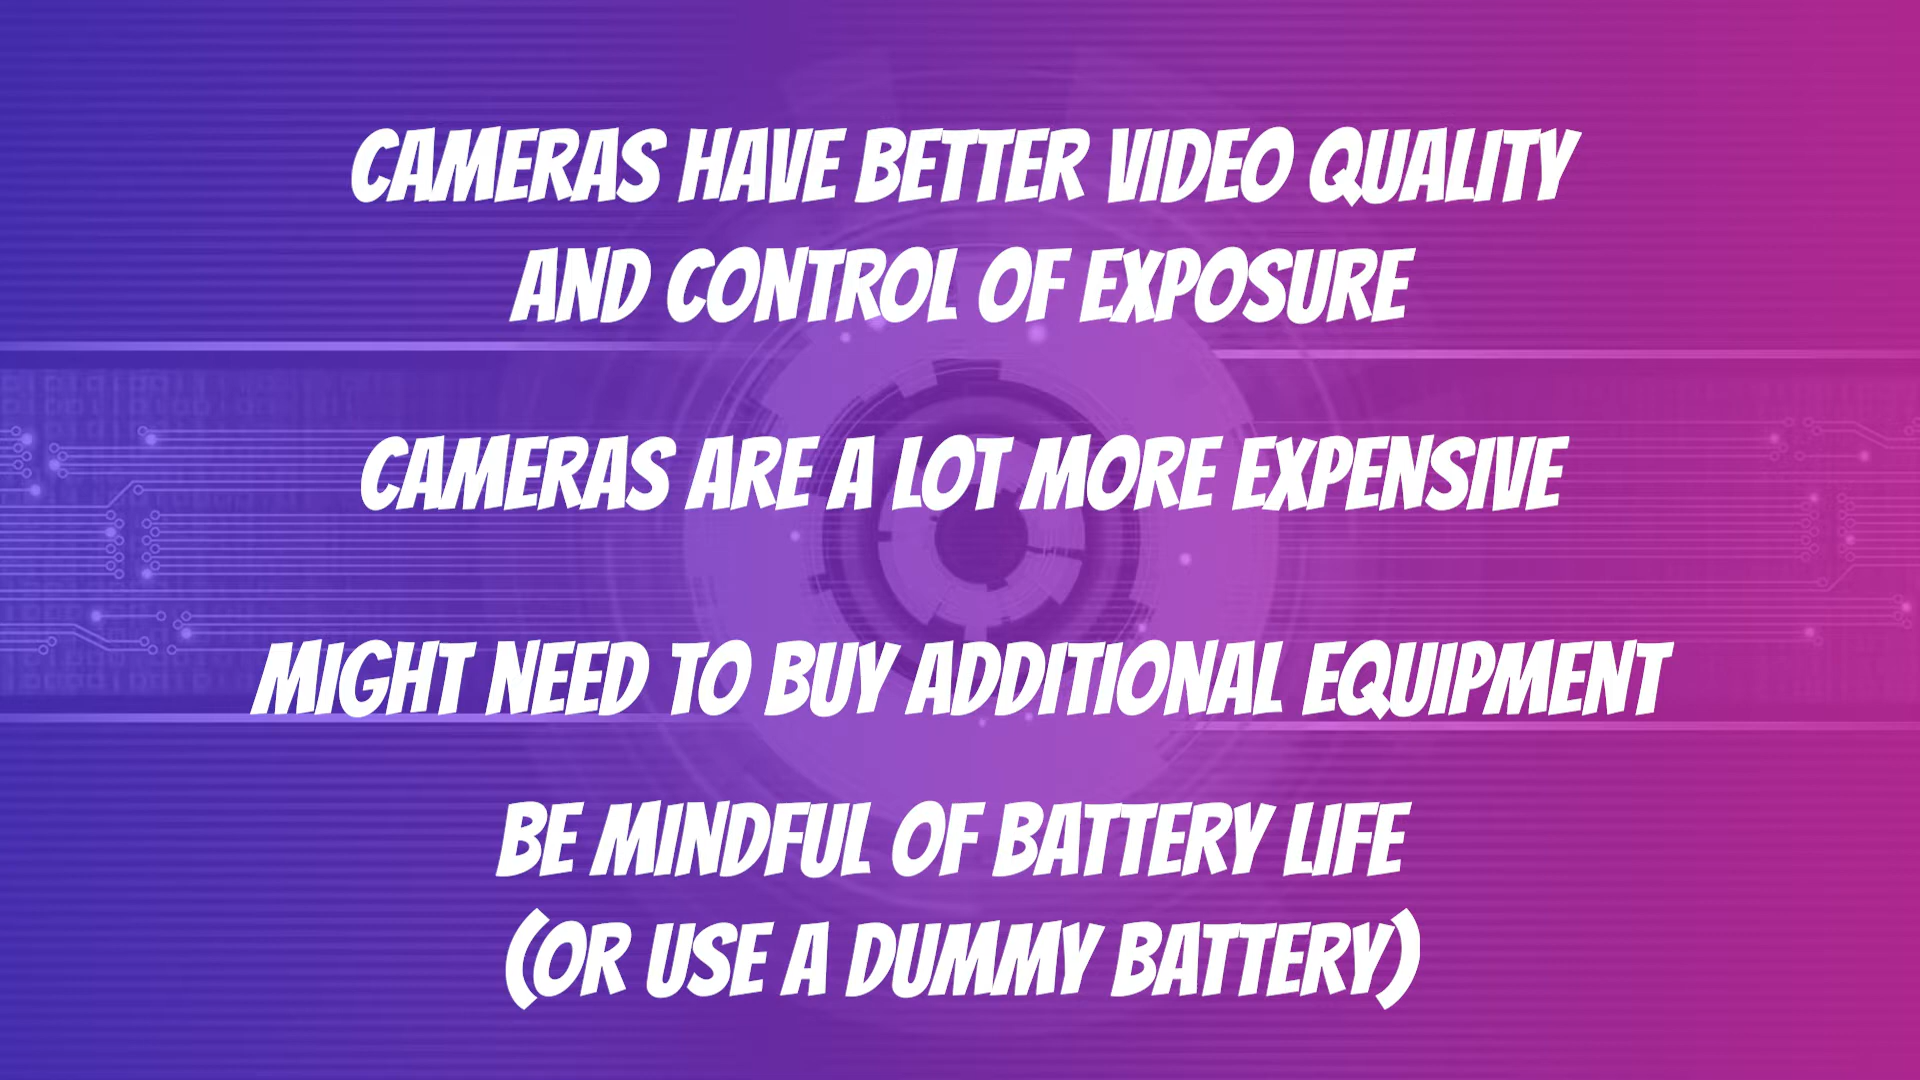 CAMERAS HAVE BETTER VIDEO QUALITY
AND CONTROL OF EXPOSURE
CAMERAS ARE A LOT MORE EXPENSIVE
MIGHT NEED TO BUY ADDITIONAL EQUIPMENT
BE MINDFUL OF BATTERY LIFE
(OR USE A DUMMY BATTERY)